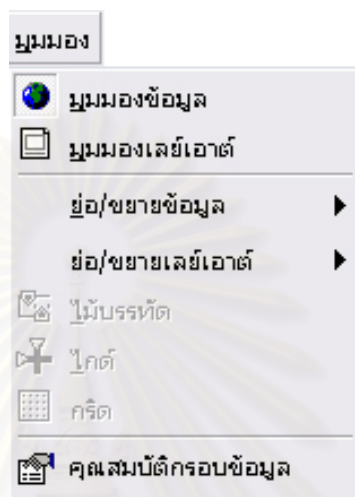 มุมมอง
มุมมองข้อมูล
มุมมองเลย์เอาต์
ย่อ/ขยายข้อมูล
ย่อ/ขยายเลย์เอาต์
ไม้บรรทัด
ไกด์
กริด
คุณสมบัติกรอบข้อมูล